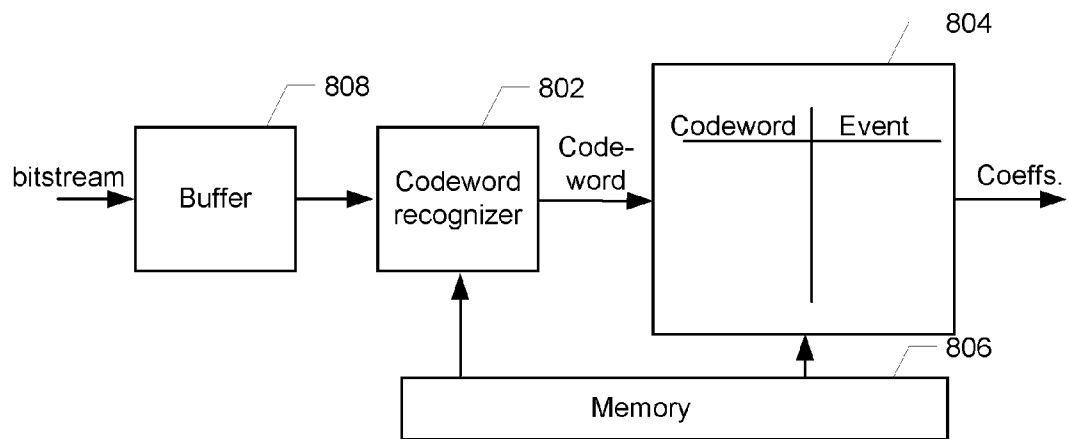 804
808
802
Codeword
Event
Code-
word
bitstream
Buffer
Codeword
recognizer
Coeffs.
806
Memory